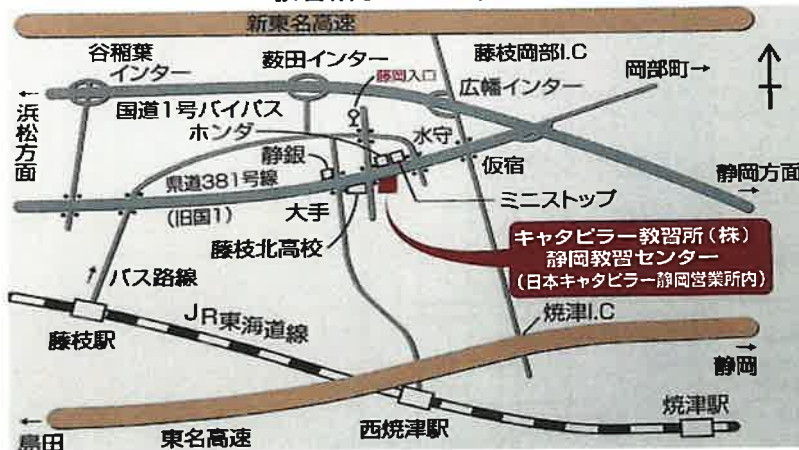 新東名高速
谷稲葉
インター
薮田インター
藤岡入口
藤枝岡部I.C
岡部町→
広幡インター
←
浜松方面
国道1号バイパス
ホンダ
水守
静銀
仮宿
静岡方面
→
県道381号線
(旧国1)
大手
ミニストップ
藤枝北高校
キャタピラー教習所(株)
静岡教習センター
(日本キャタピラー静岡営業所内)
バス路線
JR東海道線
藤枝駅
焼津I.C
→
静岡
←
島田
東名高速
西焼津駅
焼津駅